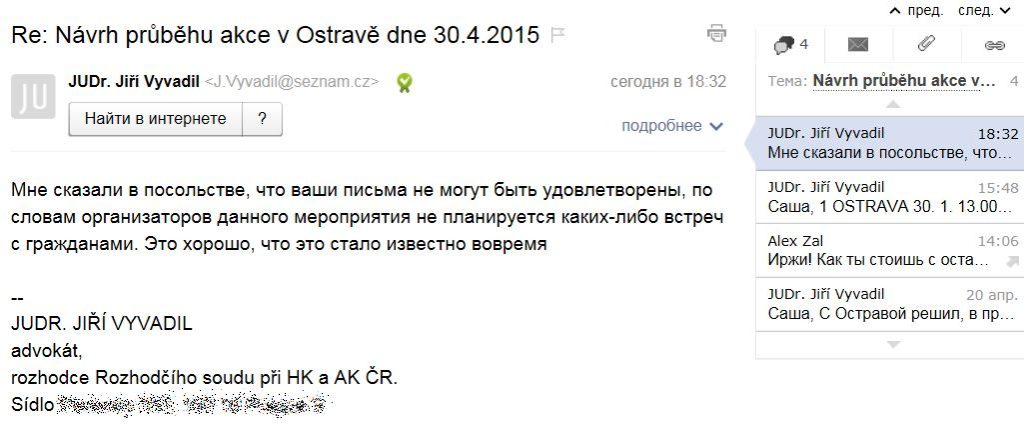 Re: Návrh průběhu akce v Ostravě dne 30.4.2015
JU
JUDr. Jiří Vyvadil <J.Vyvadil@seznam.cz>
сегодня в 18:32
Найти в интернете ?
подробнее
Мне сказали в посольстве, что ваши письма не могут быть удовлетворены, по
словам организаторов данного мероприятия не планируется каких-либо встреч
с гражданами. Это хорошо, что это стало известно вовремя
--
JUDR. JIŘÍ VYVADIL
advokát,
rozhodce Rozhodčího soudu při HK a AK ČR.
Sídlo
пред. след.
4
Тема: Návrh průběhu akce v... 4
JUDr. Jiří Vyvadil 18:32
Мне сказали в посольстве, что...
JUDr. Jiří Vyvadil 15:48
Саша, 1 OSTRAVA 30. 1. 13.00...
Alex Zal 14:06
Иржи! Как ты стоишь с оста...
JUDr. Jiří Vyvadil 20 апр.
Саша, С Остравой решил, в пр...